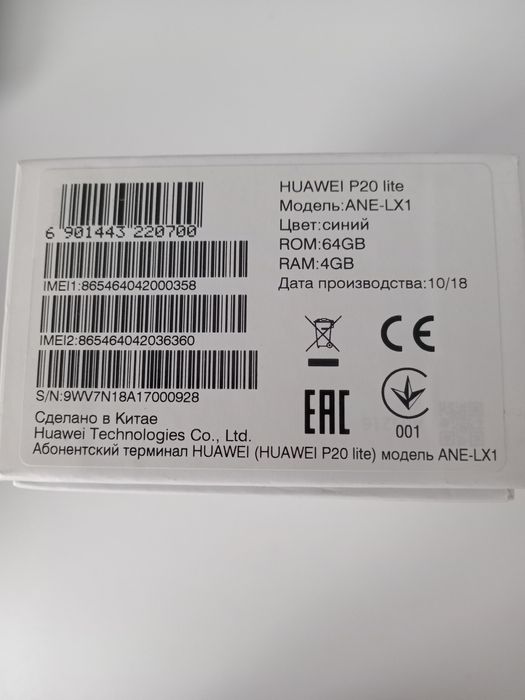 HUAWEI P20 lite
Модель:ANE-LX1
Цвет:синий
ROM:64GB
RAM:4GB
Дата производства:10/18
6 901443 220700
IMEI1:865464042000358
IMEI2:865464042036360
S/N:9WV7N18A17000928
CE
EAC
001
Сделано в Китае
Huawei Technologies Co., Ltd.
Абонентский терминал HUAWEI (HUAWEI P20 lite) модель ANE-LX1